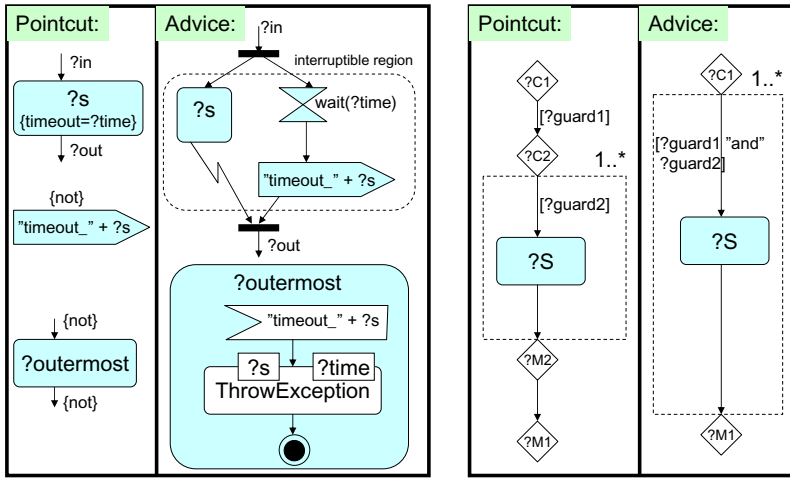 Pointcut:
?in
?s
{timeout=?time}
?out
{not}
"timeout_" + ?s
{not}
?outermost
{not}
Advice:
?in
interruptible region
?s
wait(?time)
"timeout_" + ?s
?out
?outermost
"timeout_" + ?s
?s
?time
ThrowException
Pointcut:
?C1
[?guard1]
?C2
1..*
[?guard2]
?S
?M2
?M1
Advice:
?C1
1..*
[?guard1 "and"
?guard2]
?S
?M1